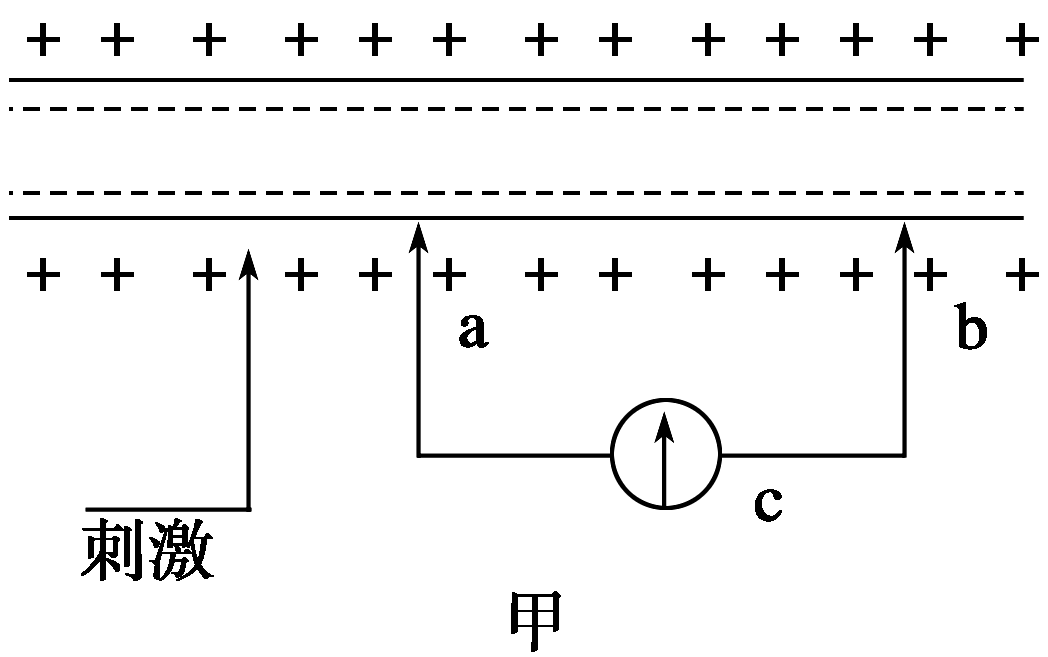 + + + + + + + + + + + + +
+ + + + + + + + + + + + +
a
b
c
刺激
甲